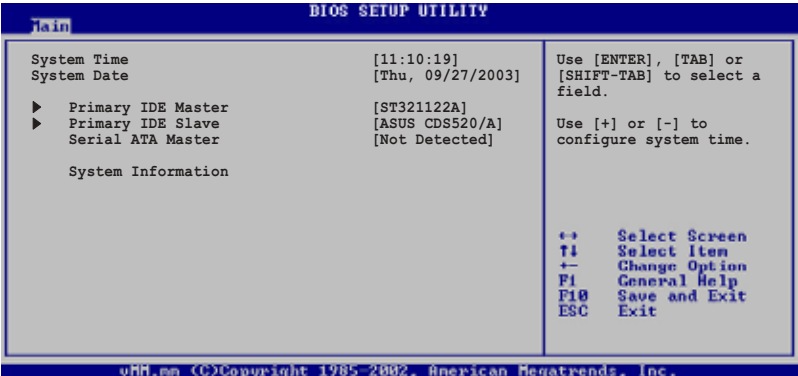 BIOS SETUP UTILITY
Main
System Time [11:10:19]
System Date [Thu, 09/27/2003]
Primary IDE Master [ST321122A]
Primary IDE Slave [ASUS CDS520/A]
Serial ATA Master [Not Detected]
System Information
Use [ENTER], [TAB] or
[SHIFT-TAB] to select a
field.
Use [+] or [-] to
configure system time.
↔ Select Screen
↑↓ Select Item
+- Change Option
F1 General Help
F10 Save and Exit
ESC Exit
vMM.mm (C)Copyright 1985-2002, American Megatrends, Inc.